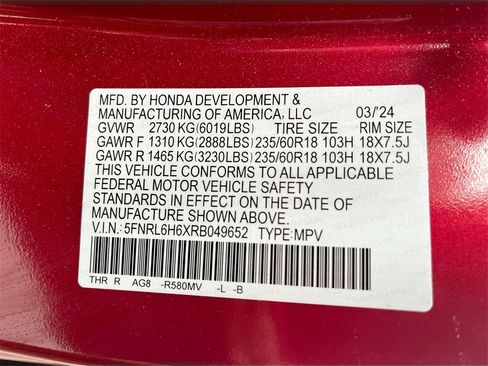 MFD. BY HONDA DEVELOPMENT &
MANUFACTURING OF AMERICA, LLC 03/'24
GVWR 2730 KG(6019LBS) TIRE SIZE RIM SIZE
GAWR F 1310 KG(2888LBS) 235/60R18 103H 18X7.5J
GAWR R 1465 KG(3230LBS) 235/60R18 103H 18X7.5J
THIS VEHICLE CONFORMS TO ALL APPLICABLE
FEDERAL MOTOR VEHICLE SAFETY
STANDARDS IN EFFECT ON THE DATE OF
MANUFACTURE SHOWN ABOVE.
V.I.N.: 5FNRL6H6XRB049652 TYPE: MPV
THR R AG8 -R580MV -L -B